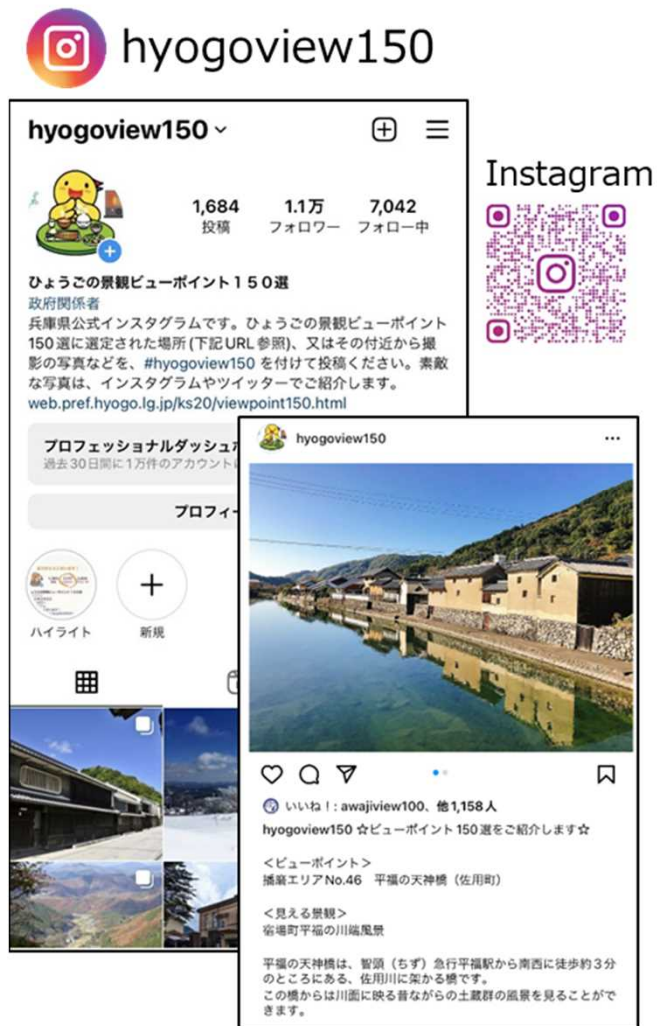 hyogoview150
hyogoview150
1,684
投稿
1.1万
フォロワー
7,042
フォロー中
ひょうごの景観ビューポイント１５０選
政府関係者
兵庫県公式インスタグラムです。ひょうごの景観ビューポイント
150選に選定された場所(下記URL参照)、又はその付近から撮
影の写真などを、#hyogoview150 を付けて投稿ください。素敵
な写真は、インスタグラムやツイッターでご紹介します。
web.pref.hyogo.lg.jp/ks20/viewpoint150.html
プロフェッショナルダッシュボ
過去30日間に1万件のアカウントに
プロフィー
ハイライト
新規
Instagram
hyogoview150
いいね！: awajiview100、他1,158人
hyogoview150 ☆ビューポイント150選をご紹介します☆
＜ビューポイント＞
播磨エリアNo.46　平福の天神橋（佐用町）
＜見える景観＞
宿場町平福の川端風景
平福の天神橋は、智頭（ちず）急行平福駅から南西に徒歩約３分
のところにある、佐用川に架かる橋です。
この橋からは川面に映る昔ながらの土蔵群の風景を見ることがで
きます。